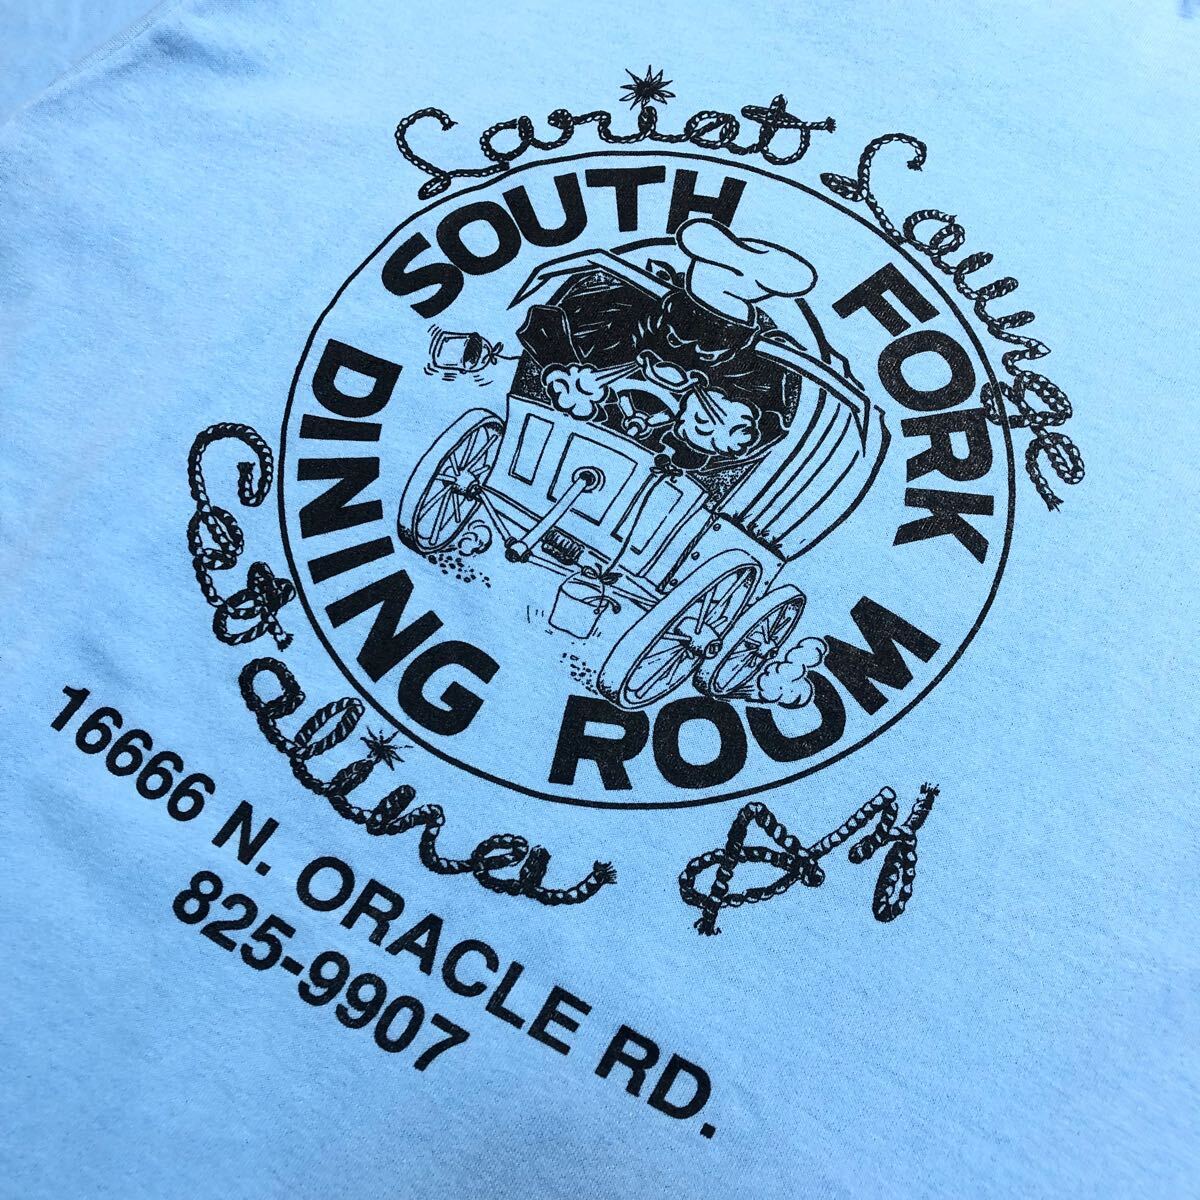 Lariat Lounge
SOUTH FORK
DINING ROOM
Catalina AZ
16666 N. ORACLE RD.
825-9907